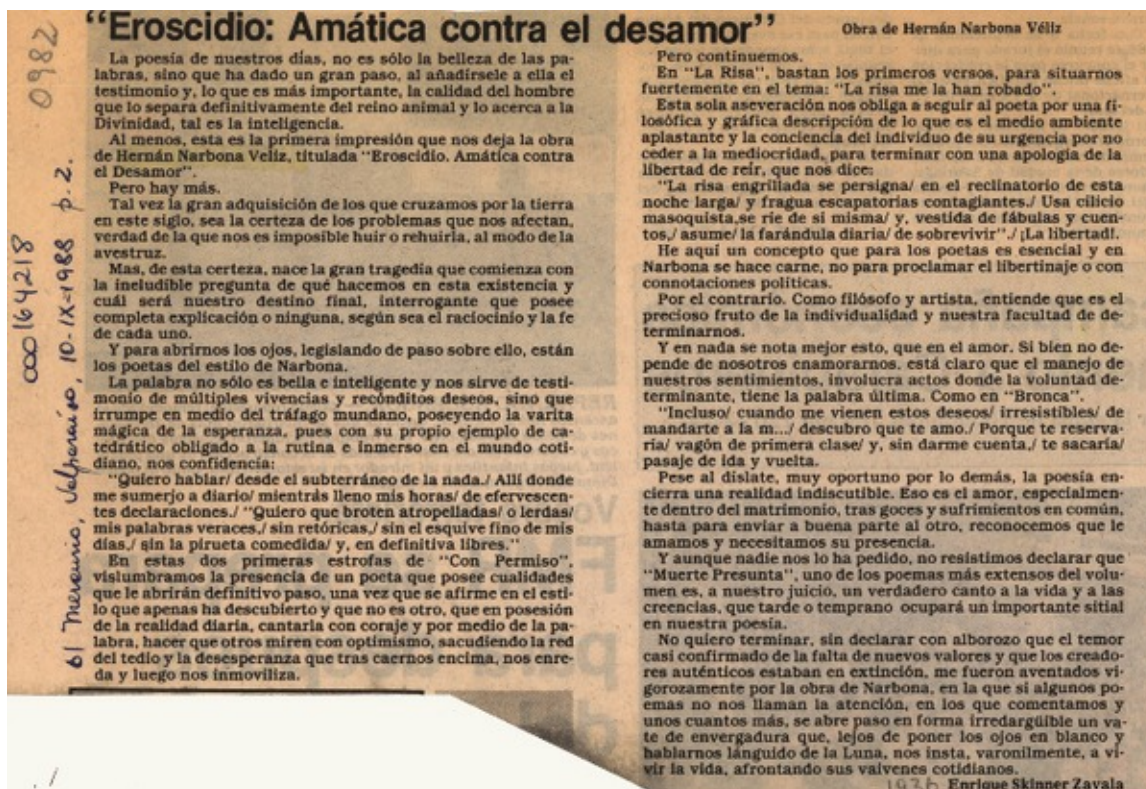 "Eroscidio: Amática contra el desamor"
Obra de Hernán Narbona Véliz
La poesía de nuestros días, no es sólo la belleza de las pa-
labras, sino que ha dado un gran paso, al añadírsele a ella el
testimonio y, lo que es más importante, la calidad del hombre
que lo separa definitivamente del reino animal y lo acerca a la
Divinidad, tal es la inteligencia.
Al menos, esta es la primera impresión que nos deja la obra
de Hernán Narbona Veliz, titulada "Eroscidio. Amática contra
el Desamor".
Pero hay más.
Tal vez la gran adquisición de los que cruzamos por la tierra
en este siglo, sea la certeza de los problemas que nos afectan,
verdad de la que nos es imposible huir o rehuirla, al modo de la
avestruz.
Mas, de esta certeza, nace la gran tragedia que comienza con
la ineludible pregunta de qué hacemos en esta existencia y
cuál será nuestro destino final, interrogante que posee
completa explicación o ninguna, según sea el raciocinio y la fe
de cada uno.
Y para abrirnos los ojos, legislando de paso sobre ello, están
los poetas del estilo de Narbona.
La palabra no sólo es bella e inteligente y nos sirve de testi-
monio de múltiples vivencias y recónditos deseos, sino que
irrumpe en medio del tráfago mundano, poseyendo la varita
mágica de la esperanza, pues con su propio ejemplo de ca-
tedrático obligado a la rutina e inmerso en el mundo coti-
diano, nos confidencia:
"Quiero hablar/ desde el subterráneo de la nada./ Allí donde
me sumerjo a diario/ mientrás lleno mis horas/ de efervescen-
tes declaraciones./ "Quiero que broten atropelladas/ o lerdas/
mis palabras veraces,/ sin retóricas,/ sin el esquive fino de mis
días,/ sin la pirueta comedida/ y, en definitiva libres."
En estas dos primeras estrofas de "Con Permiso",
vislumbramos la presencia de un poeta que posee cualidades
que le abrirán definitivo paso, una vez que se afirme en el esti-
lo que apenas ha descubierto y que no es otro, que en posesión
de la realidad diaria, cantarla con coraje y por medio de la pa-
labra, hacer que otros miren con optimismo, sacudiendo la red
del tedio y la desesperanza que tras caernos encima, nos enre-
da y luego nos inmoviliza.
Pero continuemos.
En "La Risa", bastan los primeros versos, para situarnos
fuertemente en el tema: "La risa me la han robado".
Esta sola aseveración nos obliga a seguir al poeta por una fi-
losófica y gráfica descripción de lo que es el medio ambiente
aplastante y la conciencia del individuo de su urgencia por no
ceder a la mediocridad, para terminar con una apología de la
libertad de reír, que nos dice:
"La risa engrillada se persigna/ en el reclinatorio de esta
noche larga/ y fragua escapatorias contagiantes./ Usa cilicio
masoquista,se rie de si misma/ y, vestida de fábulas y cuen-
tos,/ asume/ la farándula diaria/ de sobrevivir"./ ¡La libertad!.
He aquí un concepto que para los poetas es esencial y en
Narbona se hace carne, no para proclamar el libertinaje o con
connotaciones políticas.
Por el contrario. Como filósofo y artista, entiende que es el
precioso fruto de la individualidad y nuestra facultad de de-
terminarnos.
Y en nada se nota mejor esto, que en el amor. Si bien no de-
pende de nosotros enamorarnos, está claro que el manejo de
nuestros sentimientos, involucra actos donde la voluntad de-
terminante, tiene la palabra última. Como en "Bronca".
"Incluso/ cuando me vienen estos deseos/ irresistibles/ de
mandarte a la m.../ descubro que te amo./ Porque te reserva-
ría/ vagón de primera clase/ y, sin darme cuenta,/ te sacaría/
pasaje de ida y vuelta.
Pese al dislate, muy oportuno por lo demás, la poesía en-
cierra una realidad indiscutible. Eso es el amor, especialmen-
te dentro del matrimonio, tras goces y sufrimientos en común,
hasta para enviar a buena parte al otro, reconocemos que le
amamos y necesitamos su presencia.
Y aunque nadie nos lo ha pedido, no resistimos declarar que
"Muerte Presunta", uno de los poemas más extensos del volu-
men es, a nuestro juicio, un verdadero canto a la vida y a las
creencias, que tarde o temprano ocupará un importante sitial
en nuestra poesía.
No quiero terminar, sin declarar con alborozo que el temor
casi confirmado de la falta de nuevos valores y que los creado-
res auténticos estaban en extinción, me fueron aventados vi-
gorozamente por la obra de Narbona, en la que si algunos po-
emas no nos llaman la atención, en los que comentamos y
unos cuantos más, se abre paso en forma irredargüible un va-
te de envergadura que, lejos de poner los ojos en blanco y
hablarnos lánguido de la Luna, nos insta, varonilmente, a vi-
vir la vida, afrontando sus vaivenes cotidianos.
Enrique Skinner Zavala
0982
000164218
El Mercurio, Valparaíso, 10-IX-1988 p. 2.